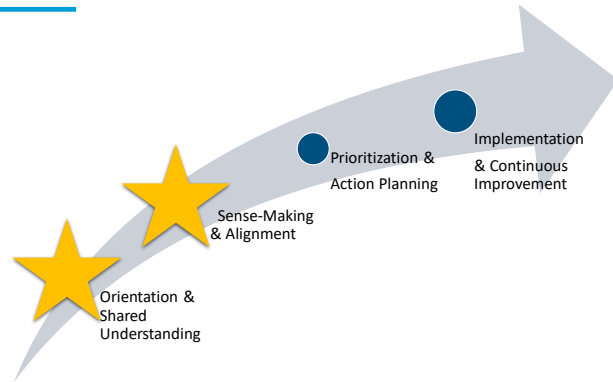 Orientation &
Shared
Understanding
Sense-Making
& Alignment
Prioritization &
Action Planning
Implementation
& Continuous
Improvement